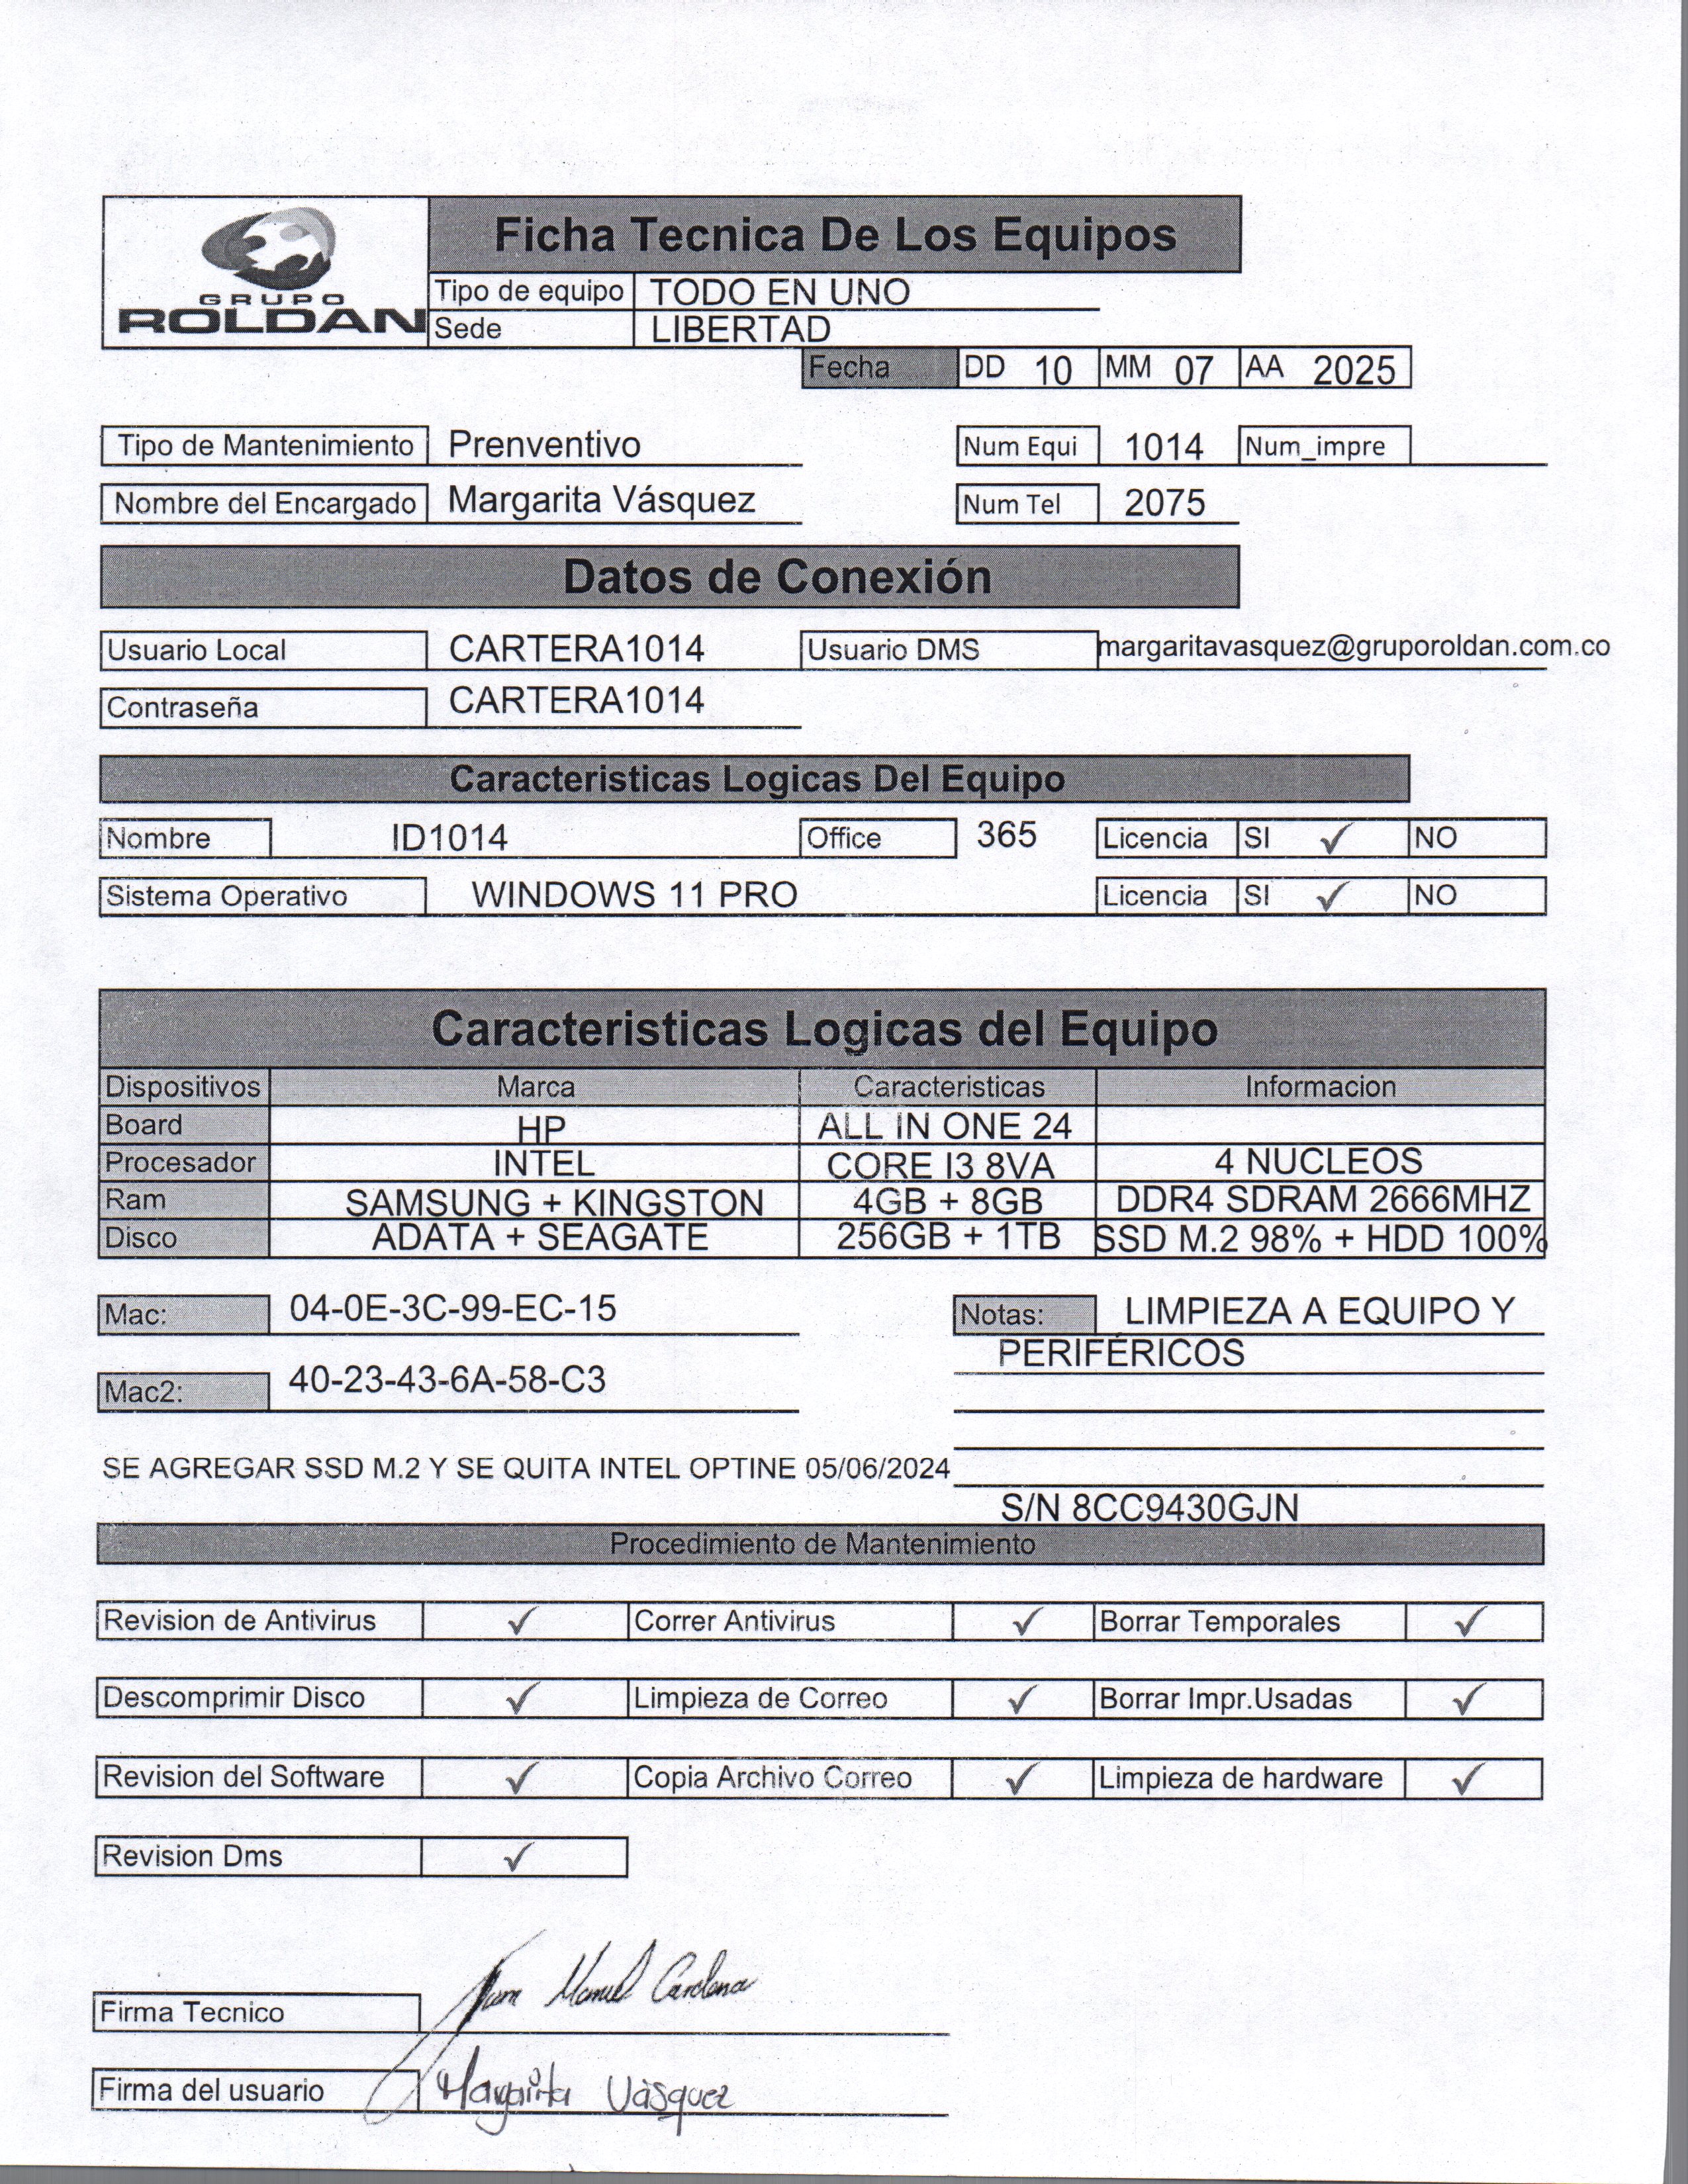 GRUPO
ROLDAN
Ficha Tecnica De Los Equipos
Tipo de equipo TODO EN UNO
Sede LIBERTAD
Fecha DD 10 MM 07 AA 2025
Tipo de Mantenimiento Prenventivo Num Equi 1014 Num_impre
Nombre del Encargado Margarita Vásquez Num Tel 2075
Datos de Conexión
Usuario Local CARTERA1014 Usuario DMS margaritavasquez@gruporoldan.com.co
Contraseña CARTERA1014
Caracteristicas Logicas Del Equipo
Nombre ID1014 Office 365 Licencia SI ✓ NO
Sistema Operativo WINDOWS 11 PRO Licencia SI ✓ NO
Caracteristicas Logicas del Equipo
Dispositivos Marca Caracteristicas Informacion
Board HP ALL IN ONE 24
Procesador INTEL CORE I3 8VA 4 NUCLEOS
Ram SAMSUNG + KINGSTON 4GB + 8GB DDR4 SDRAM 2666MHZ
Disco ADATA + SEAGATE 256GB + 1TB SSD M.2 98% + HDD 100%
Mac: 04-0E-3C-99-EC-15 Notas: LIMPIEZA A EQUIPO Y
PERIFÉRICOS
Mac2: 40-23-43-6A-58-C3
SE AGREGAR SSD M.2 Y SE QUITA INTEL OPTINE 05/06/2024
S/N 8CC9430GJN
Procedimiento de Mantenimiento
Revision de Antivirus ✓ Correr Antivirus ✓ Borrar Temporales ✓
Descomprimir Disco ✓ Limpieza de Correo ✓ Borrar Impr.Usadas ✓
Revision del Software ✓ Copia Archivo Correo ✓ Limpieza de hardware ✓
Revision Dms ✓
Firma Tecnico Juan Manuel Cardona
Firma del usuario Margarita Vásquez